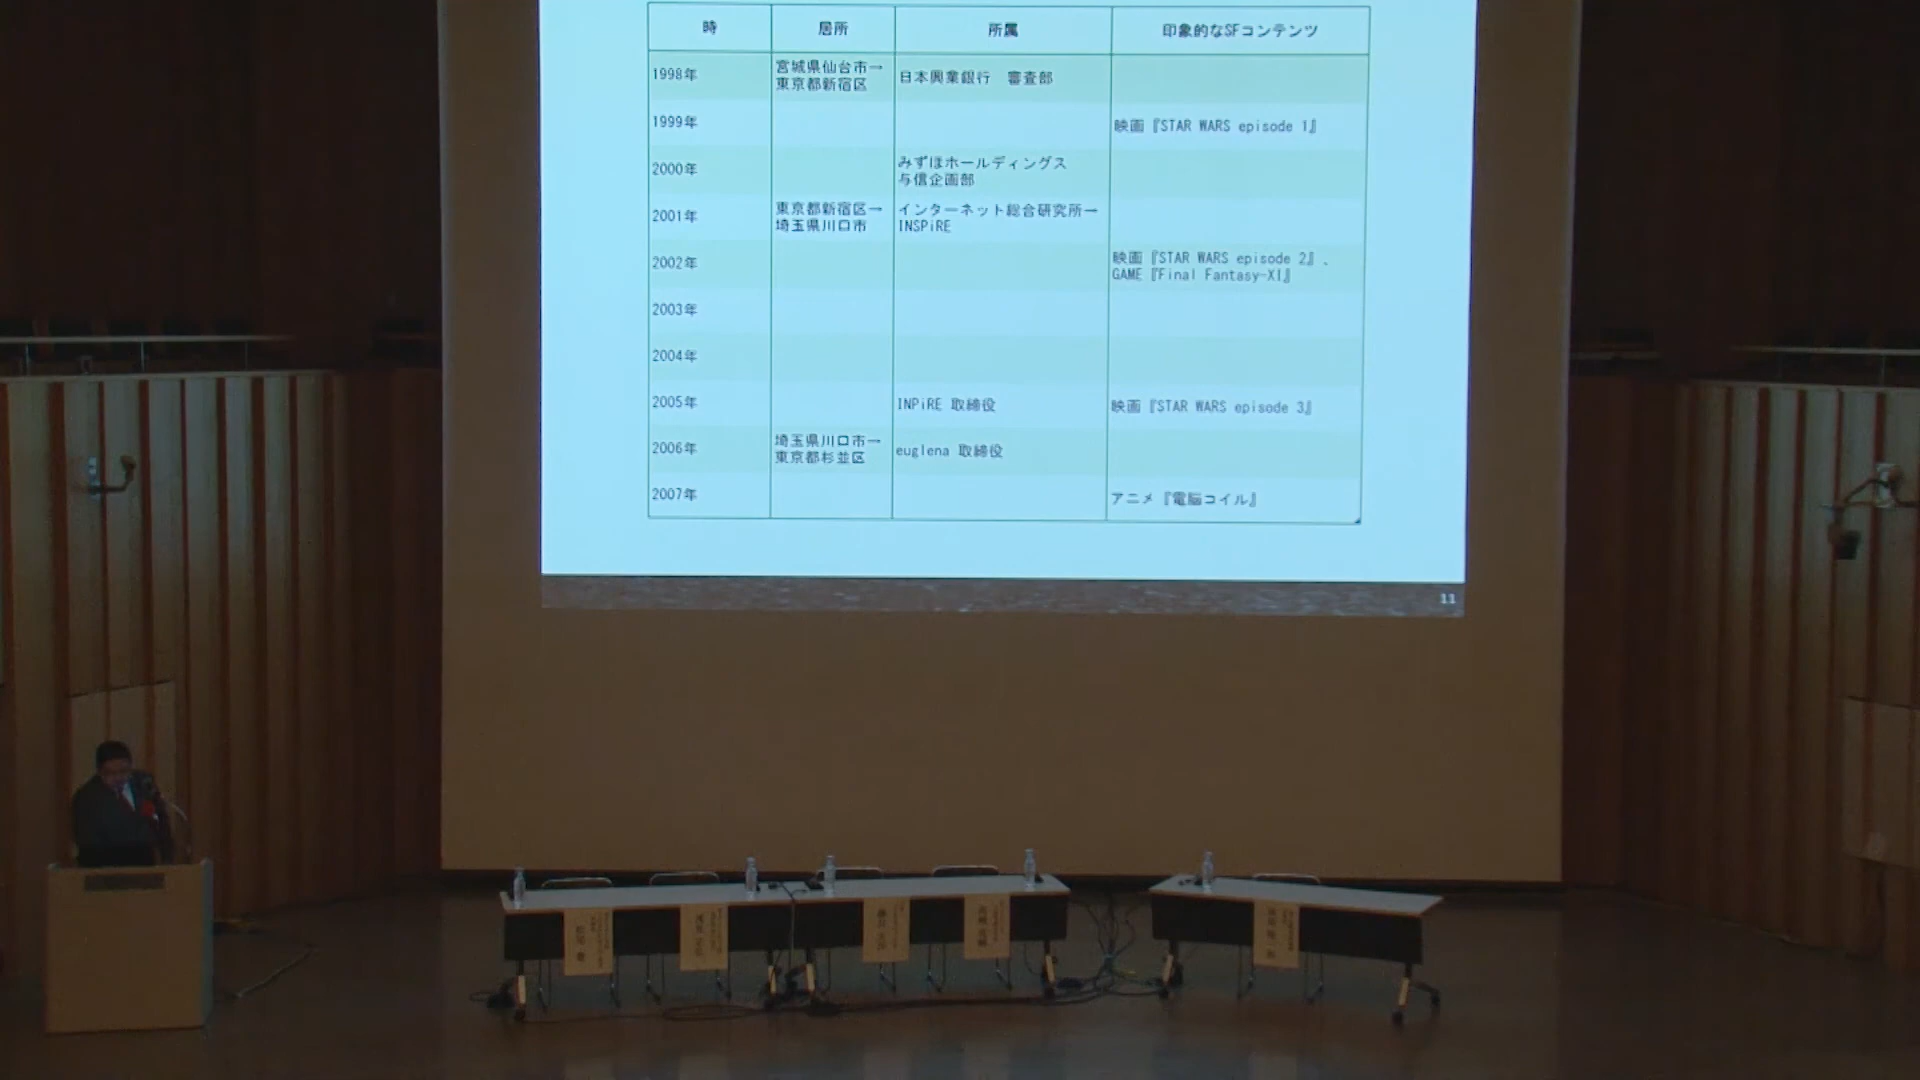 時 居所 所属 印象的なSFコンテンツ
1998年 宮城県仙台市→ 日本興業銀行　審査部
東京都新宿区
1999年 映画『STAR WARS episode 1』
2000年 みずほホールディングス
与信企画部
2001年 東京都新宿区→ インターネット総合研究所→
埼玉県川口市 INSPiRE
2002年 映画『STAR WARS episode 2』、
GAME『Final Fantasy-XI』
2003年
2004年
2005年 INPiRE 取締役 映画『STAR WARS episode 3』
2006年 埼玉県川口市→ euglena 取締役
東京都杉並区
2007年 アニメ『電脳コイル』
11